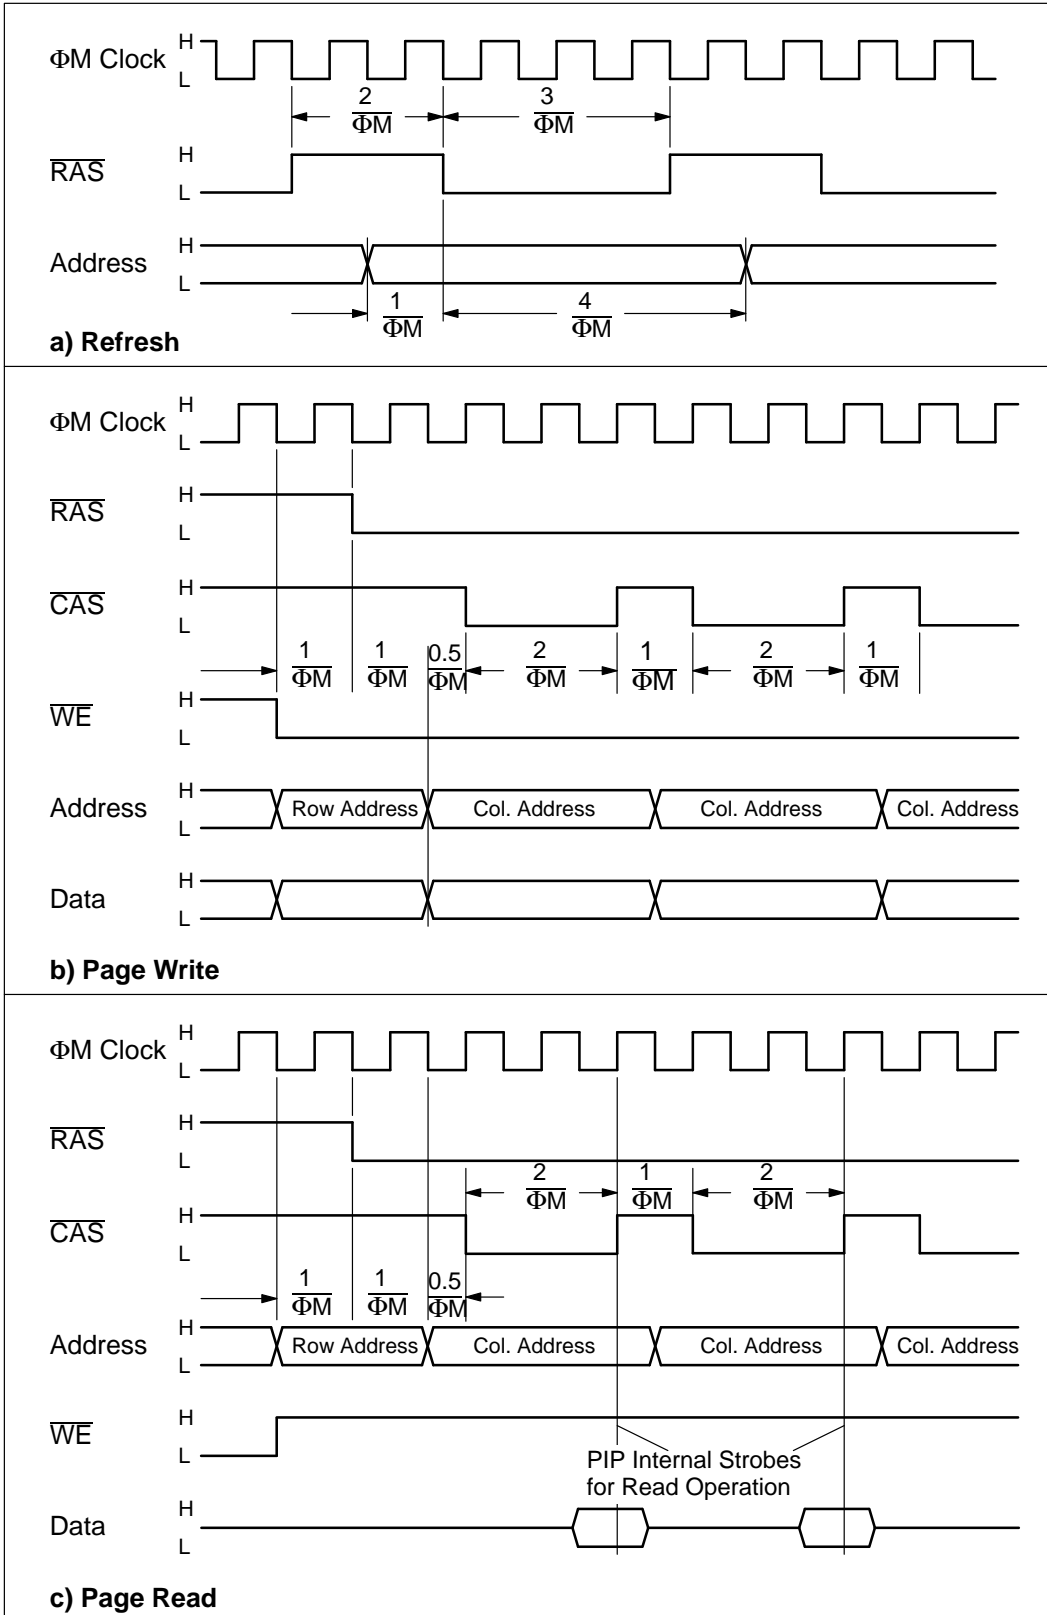 ΦM Clock H
L
2
ΦM
3
ΦM
RAS H
L
Address H
L
1
ΦM
4
ΦM
a) Refresh
ΦM Clock H
L
RAS H
L
CAS H
L
1
ΦM
1
ΦM
0.5
ΦM
2
ΦM
1
ΦM
2
ΦM
1
ΦM
WE H
L
Address H
L
Row Address Col. Address Col. Address Col. Address
Data H
L
b) Page Write
ΦM Clock H
L
RAS H
L
2
ΦM
1
ΦM
2
ΦM
CAS H
L
1
ΦM
1
ΦM
0.5
ΦM
Address H
L
Row Address Col. Address Col. Address Col. Address
WE H
L
PIP Internal Strobes
for Read Operation
Data H
L
c) Page Read